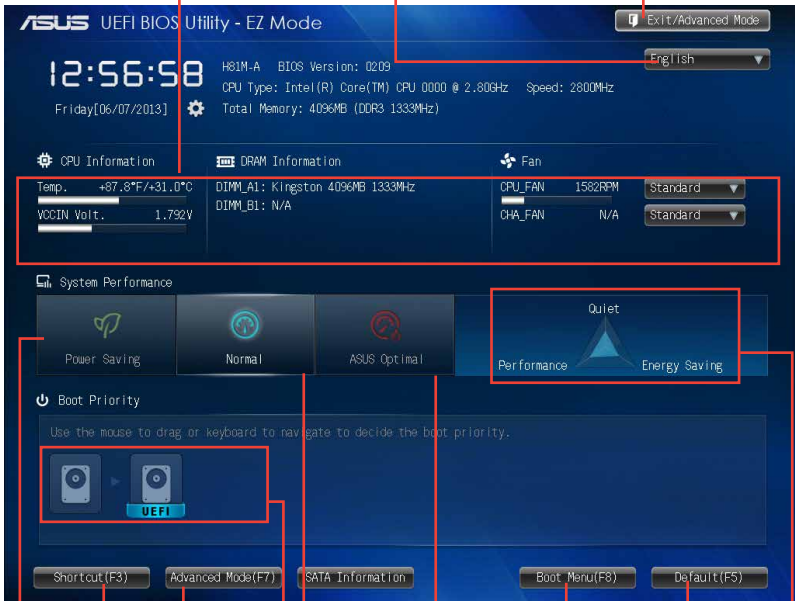 ASUS UEFI BIOS Utility - EZ Mode
Exit/Advanced Mode
English
12:56:58
Friday[06/07/2013]
H81M-A BIOS Version: 0209
CPU Type: Intel(R) Core(TM) CPU 0000 @ 2.80GHz Speed: 2800MHz
Total Memory: 4096MB (DDR3 1333MHz)
CPU Information
Temp. +87.8°F/+31.0°C
VCCIN Volt. 1.792V
DRAM Information
DIMM_A1: Kingston 4096MB 1333MHz
DIMM_B1: N/A
Fan
CPU_FAN 1582RPM Standard
CHA_FAN N/A Standard
System Performance
Power Saving
Normal
ASUS Optimal
Quiet
Performance
Energy Saving
Boot Priority
Use the mouse to drag or keyboard to navigate to decide the boot priority.
UEFI
Shortcut(F3)
Advanced Mode(F7)
SATA Information
Boot Menu(F8)
Default(F5)